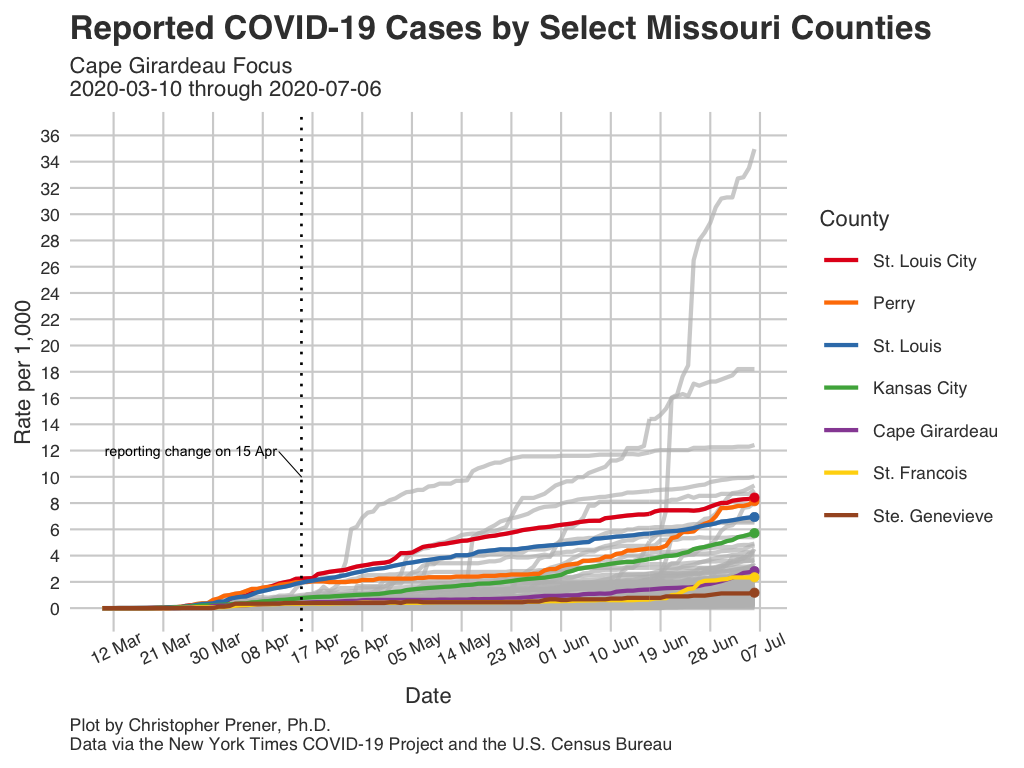 Reported COVID-19 Cases by Select Missouri Counties
Cape Girardeau Focus
2020-03-10 through 2020-07-06
36
34
32
30
28
26
24
22
20
18
16
14
12
10
8
6
4
2
0
Rate per 1,000
reporting change on 15 Apr
12 Mar
21 Mar
30 Mar
08 Apr
17 Apr
26 Apr
05 May
14 May
23 May
01 Jun
10 Jun
19 Jun
28 Jun
07 Jul
Date
County
St. Louis City
Perry
St. Louis
Kansas City
Cape Girardeau
St. Francois
Ste. Genevieve
Plot by Christopher Prener, Ph.D.
Data via the New York Times COVID-19 Project and the U.S. Census Bureau